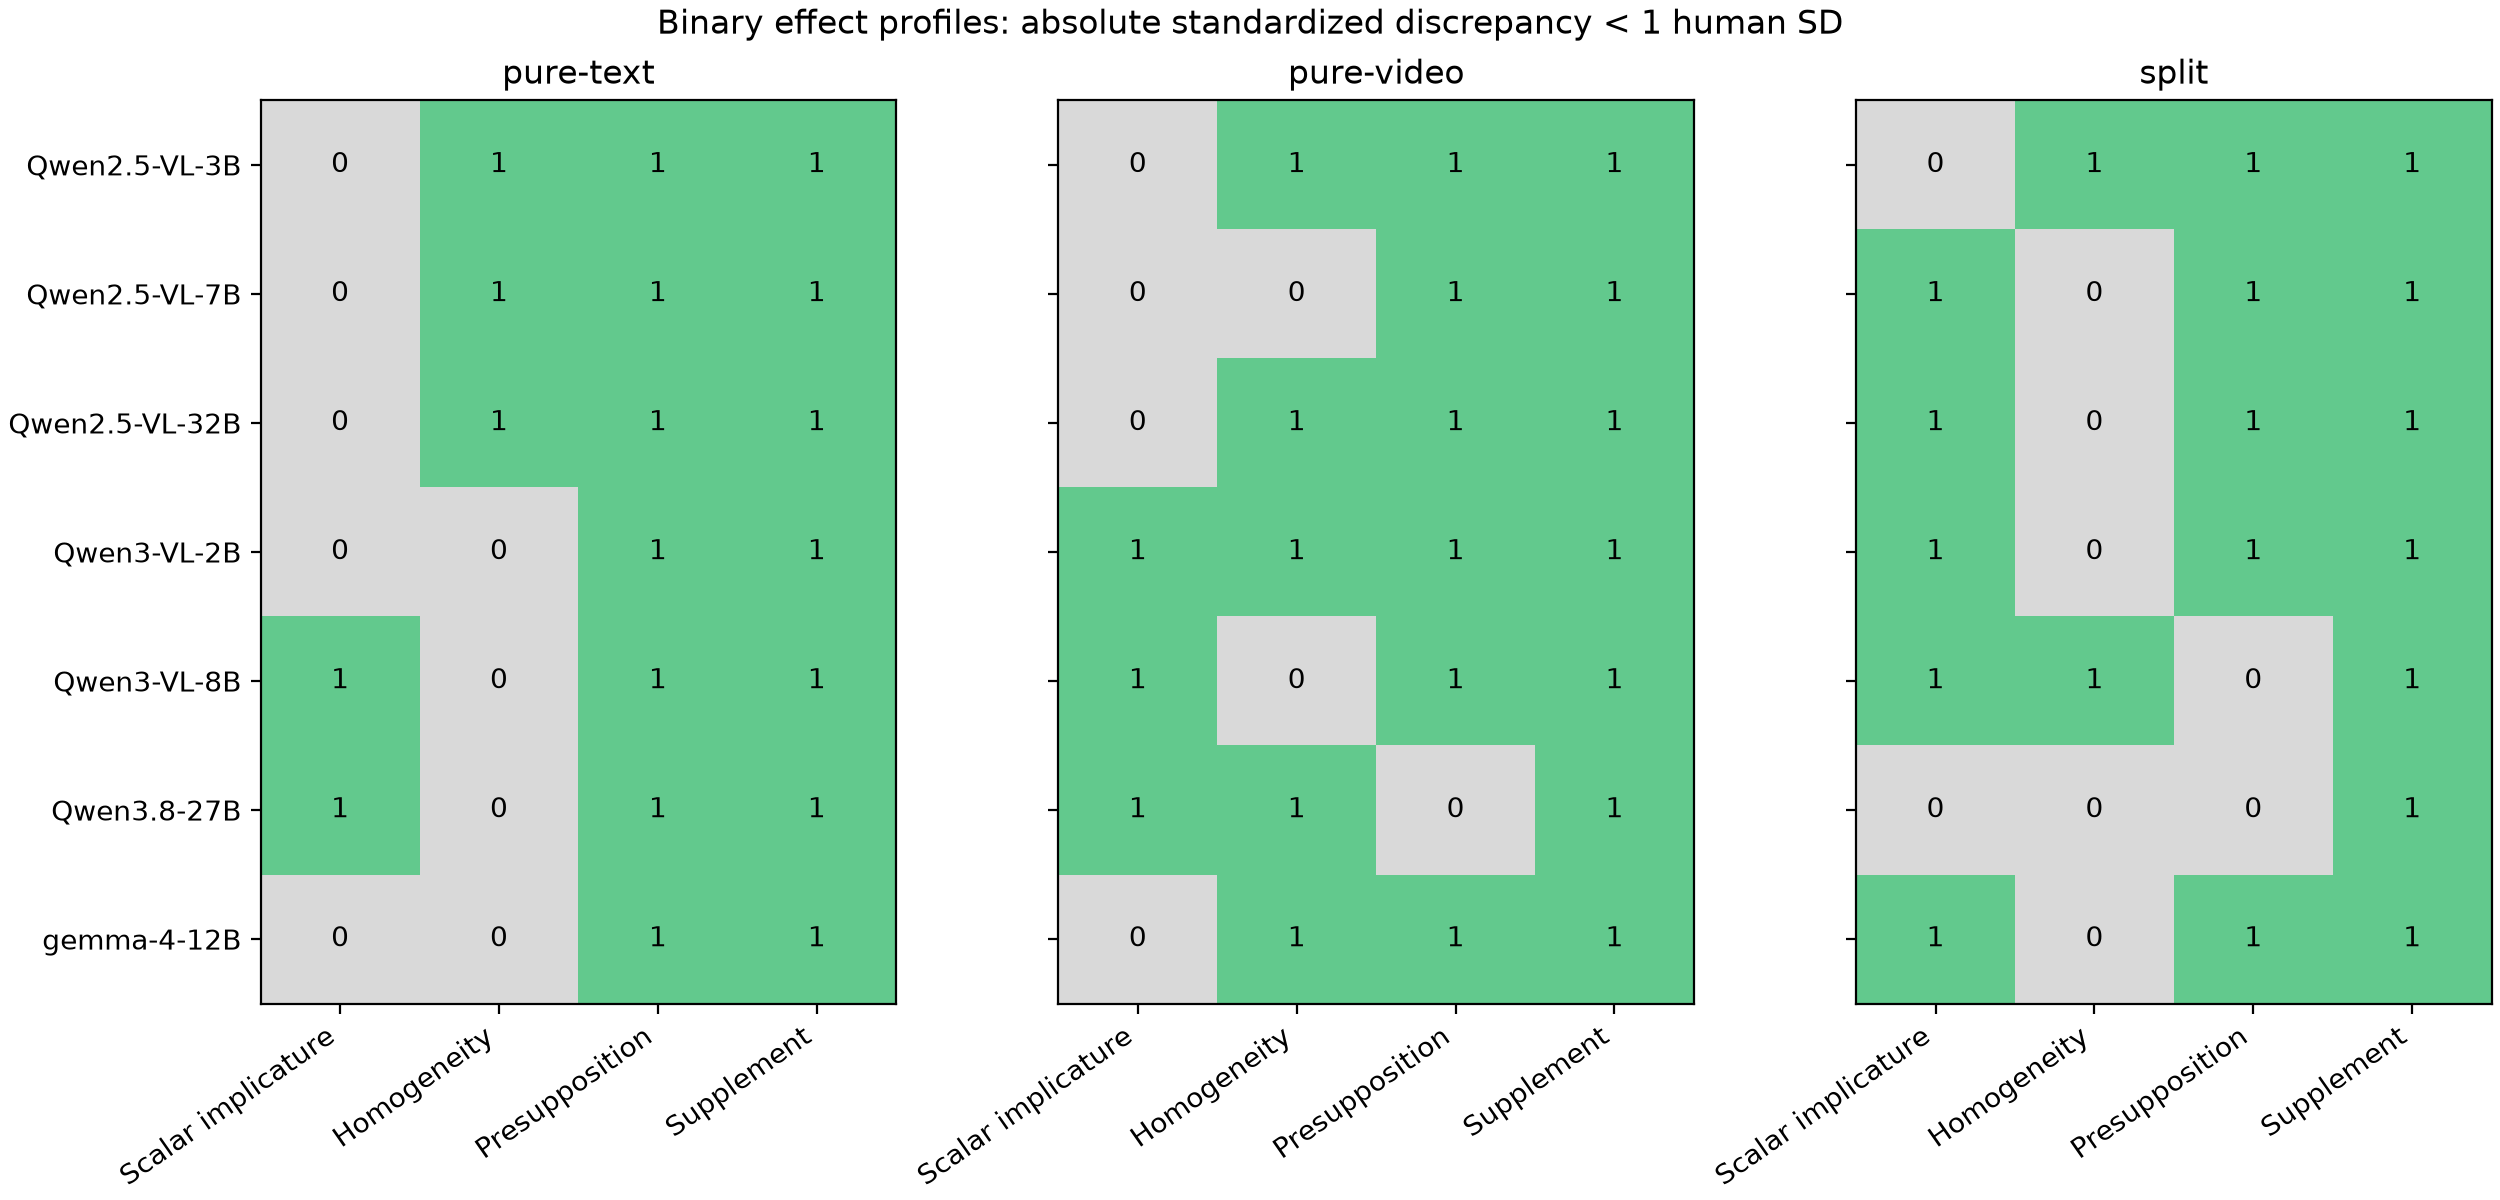 Binary effect profiles: absolute standardized discrepancy < 1 human SD
pure-text pure-video split
Qwen2.5-VL-3B 0 1 1 1 0 1 1 1 0 1 1 1
Qwen2.5-VL-7B 0 1 1 1 0 0 1 1 1 0 1 1
Qwen2.5-VL-32B 0 1 1 1 0 1 1 1 1 0 1 1
Qwen3-VL-2B 0 0 1 1 1 1 1 1 1 0 1 1
Qwen3-VL-8B 1 0 1 1 1 0 1 1 1 1 0 1
Qwen3.8-27B 1 0 1 1 1 1 0 1 0 0 0 1
gemma-4-12B 0 0 1 1 0 1 1 1 1 0 1 1
Scalar implicature Homogeneity Presupposition Supplement Scalar implicature Homogeneity Presupposition Supplement Scalar implicature Homogeneity Presupposition Supplement